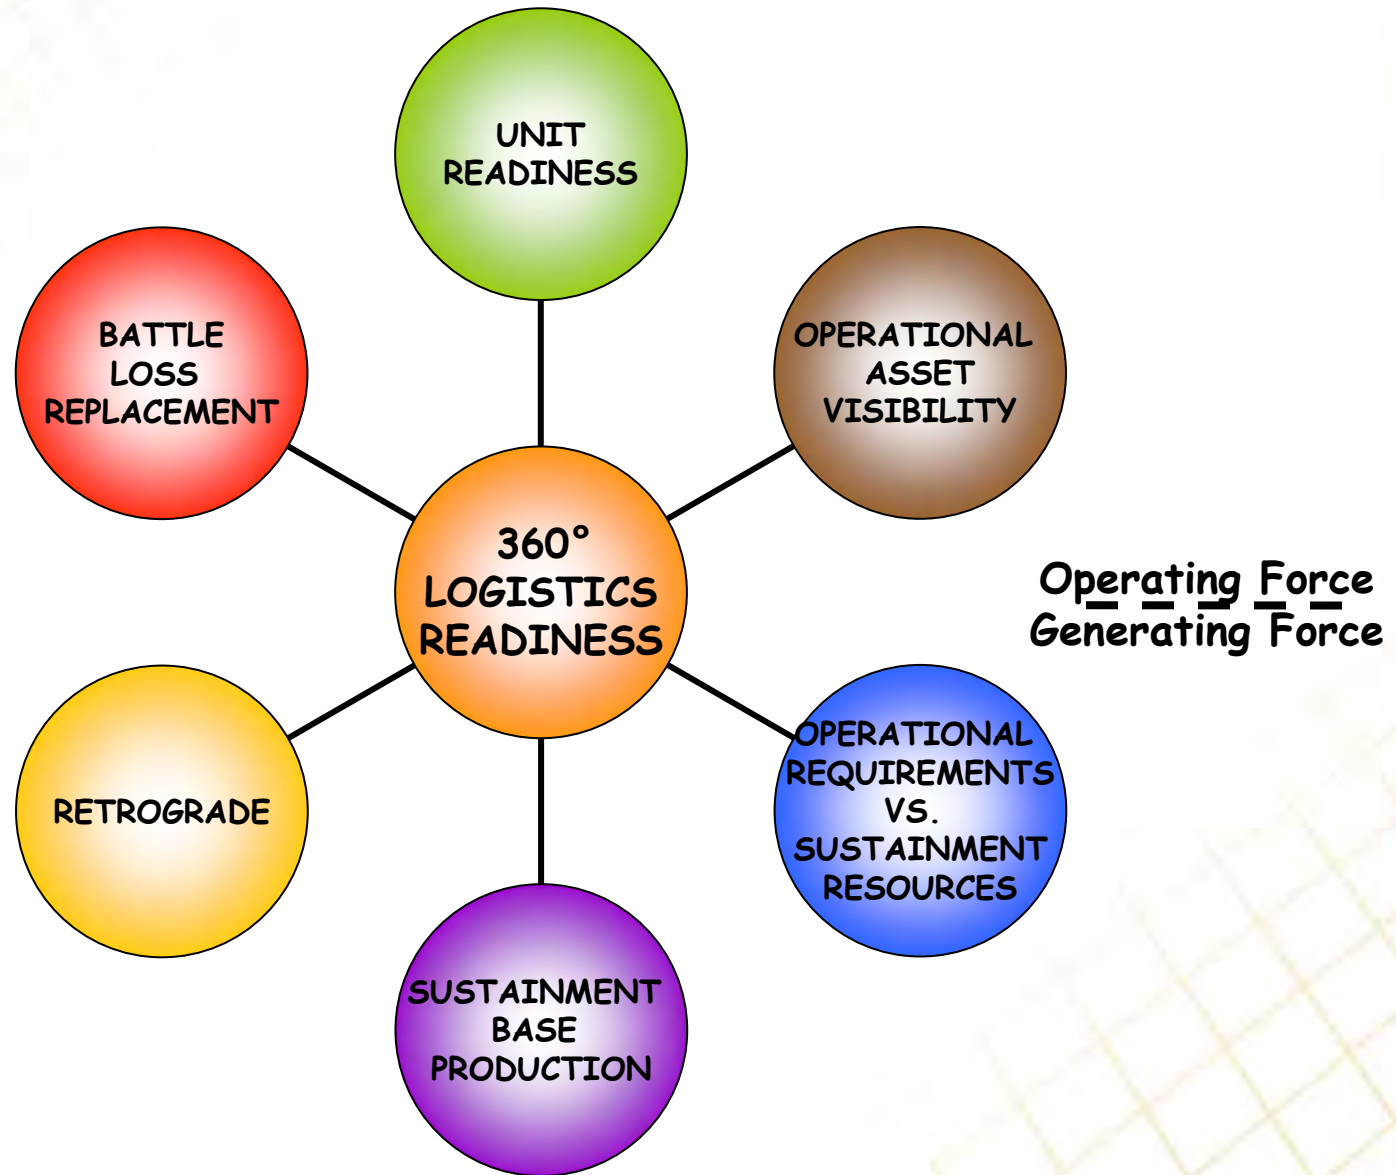 UNIT
READINESS
BATTLE
LOSS
REPLACEMENT
OPERATIONAL
ASSET
VISIBILITY
360°
LOGISTICS
READINESS
Operating Force
Generating Force
RETROGRADE
OPERATIONAL
REQUIREMENTS
VS.
SUSTAINMENT
RESOURCES
SUSTAINMENT
BASE
PRODUCTION